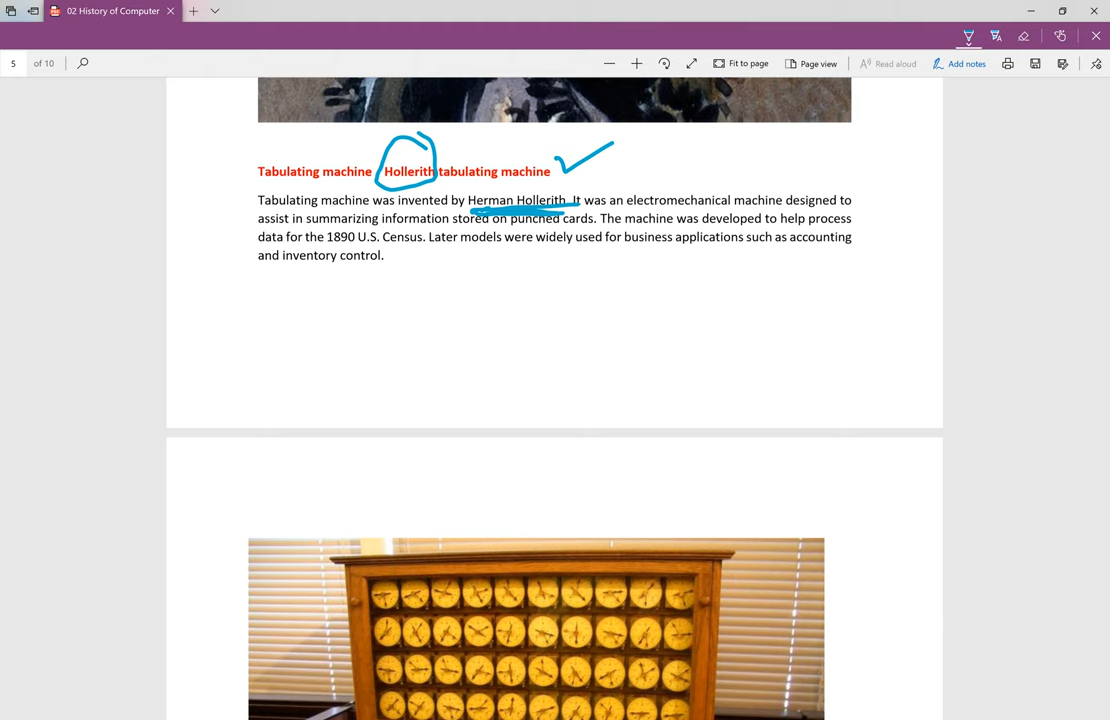 02 History of Computer
5 of 10
Fit to page
Page view
Read aloud
Add notes
Tabulating machine Hollerith tabulating machine
Tabulating machine was invented by Herman Hollerith. It was an electromechanical machine designed to
assist in summarizing information stored on punched cards. The machine was developed to help process
data for the 1890 U.S. Census. Later models were widely used for business applications such as accounting
and inventory control.